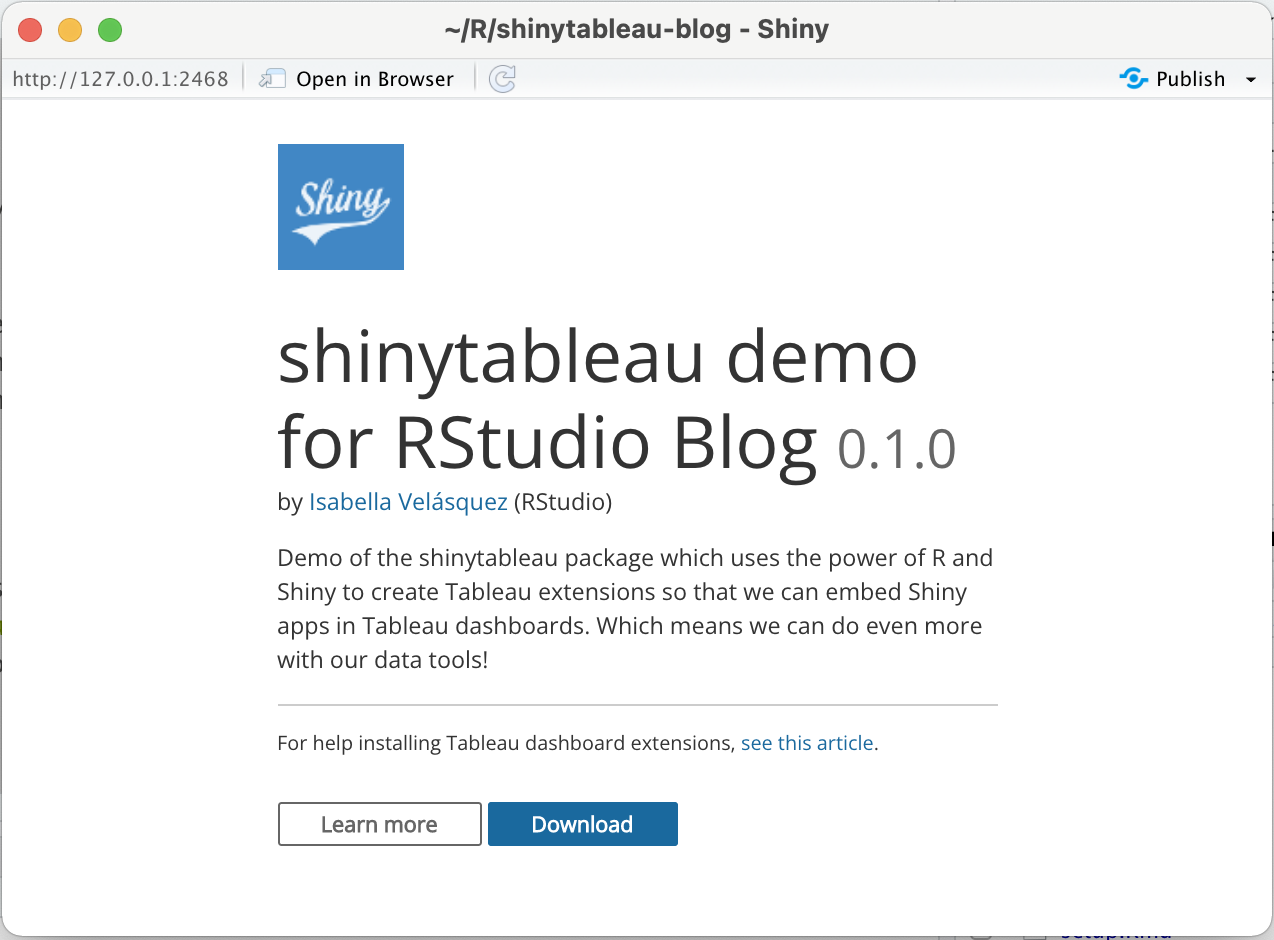 ~/R/shinytableau-blog - Shiny
http://127.0.0.1:2468 Open in Browser Publish
Shiny
shinytableau demo
for RStudio Blog 0.1.0
by Isabella Velásquez (RStudio)
Demo of the shinytableau package which uses the power of R and
Shiny to create Tableau extensions so that we can embed Shiny
apps in Tableau dashboards. Which means we can do even more
with our data tools!
For help installing Tableau dashboard extensions, see this article.
Learn more Download